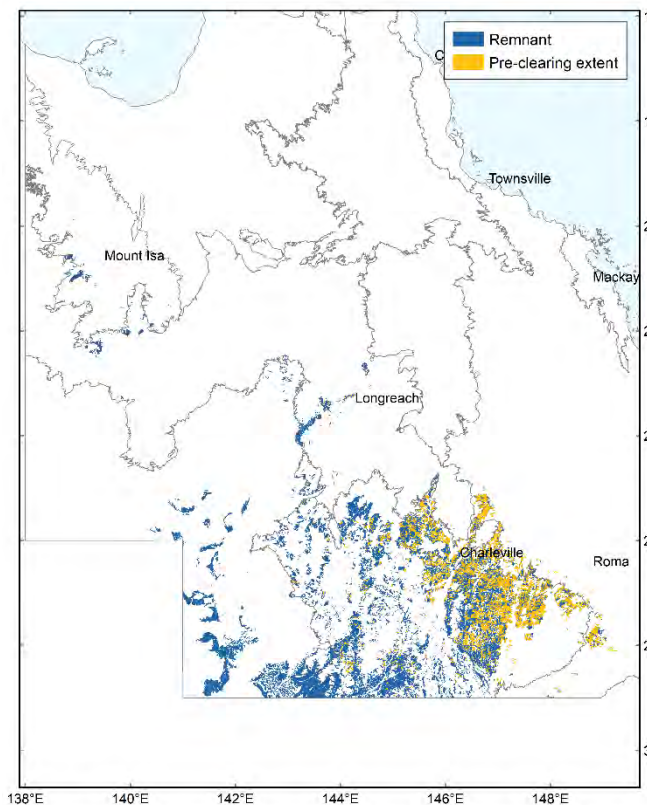 Remnant
Pre-clearing extent
C
Townsville
Mount Isa
Mackay
Longreach
Charleville
Roma
138°E 140°E 142°E 144°E 146°E 148°E